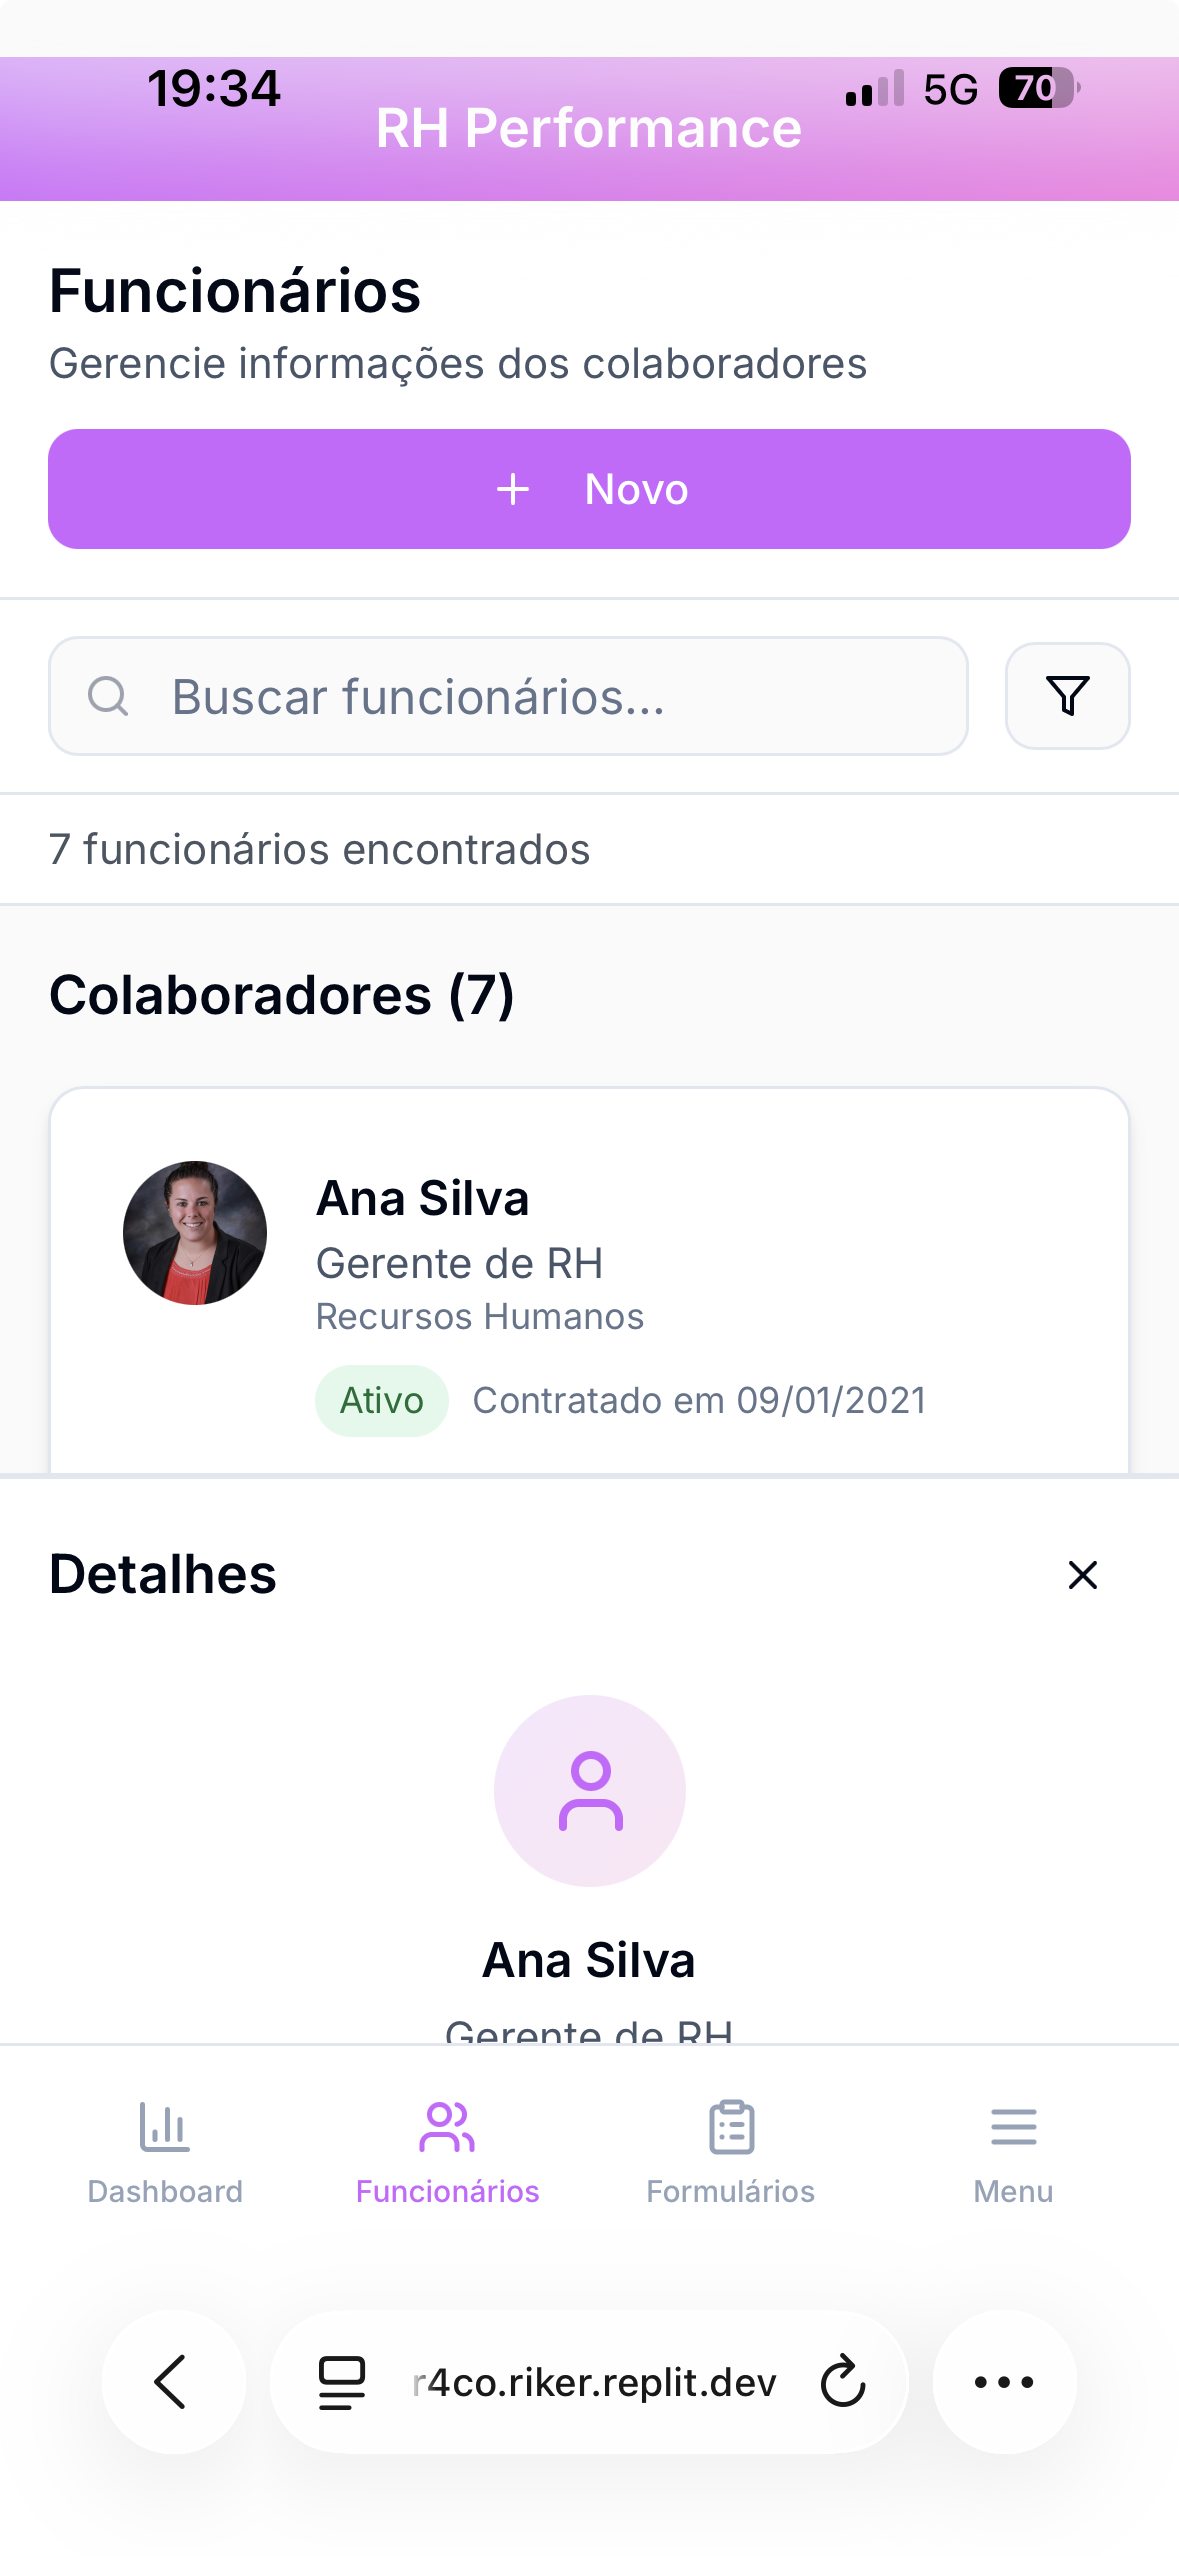 19:34
5G
70
RH Performance
Funcionários
Gerencie informações dos colaboradores
+ Novo
Buscar funcionários...
7 funcionários encontrados
Colaboradores (7)
Ana Silva
Gerente de RH
Recursos Humanos
Ativo
Contratado em 09/01/2021
Detalhes
Ana Silva
Gerente de RH
Dashboard
Funcionários
Formulários
Menu
r4co.riker.replit.dev